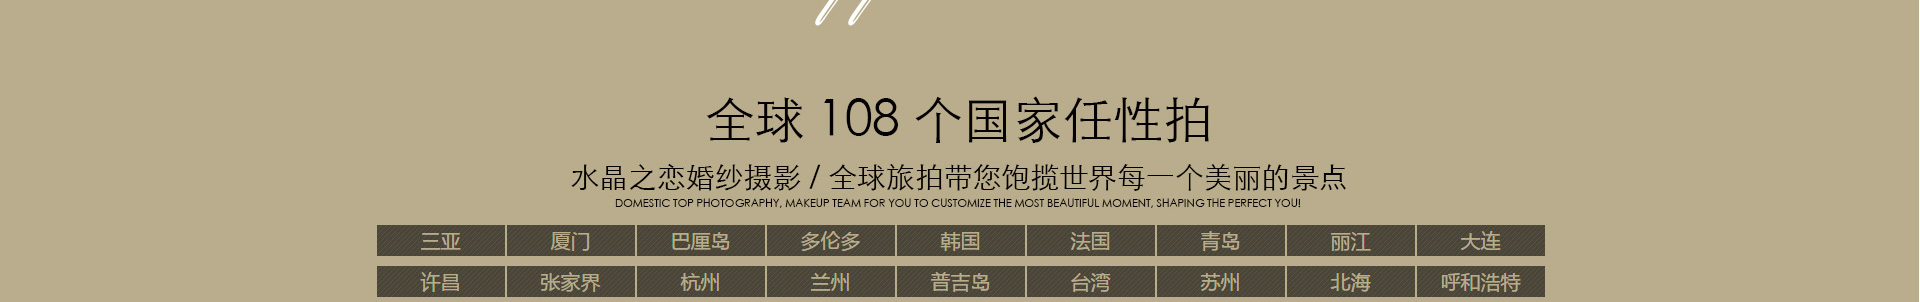 全球 108 个国家任性拍
水晶之恋婚纱摄影 / 全球旅拍带您饱揽世界每一个美丽的景点
DOMESTIC TOP PHOTOGRAPHY, MAKEUP TEAM FOR YOU TO CUSTOMIZE THE MOST BEAUTIFUL MOMENT, SHAPING THE PERFECT YOU!
三亚 厦门 巴厘岛 多伦多 韩国 法国 青岛 丽江 大连
许昌 张家界 杭州 兰州 普吉岛 台湾 苏州 北海 呼和浩特